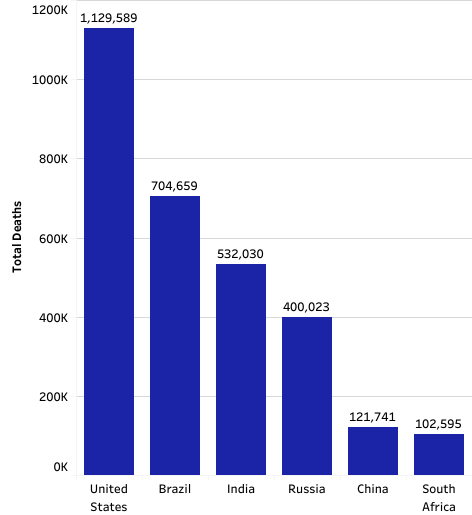 1200K
1,129,589
1000K
800K
704,659
600K
532,030
400K
400,023
200K
121,741
102,595
0K
Total Deaths
United States
Brazil
India
Russia
China
South Africa